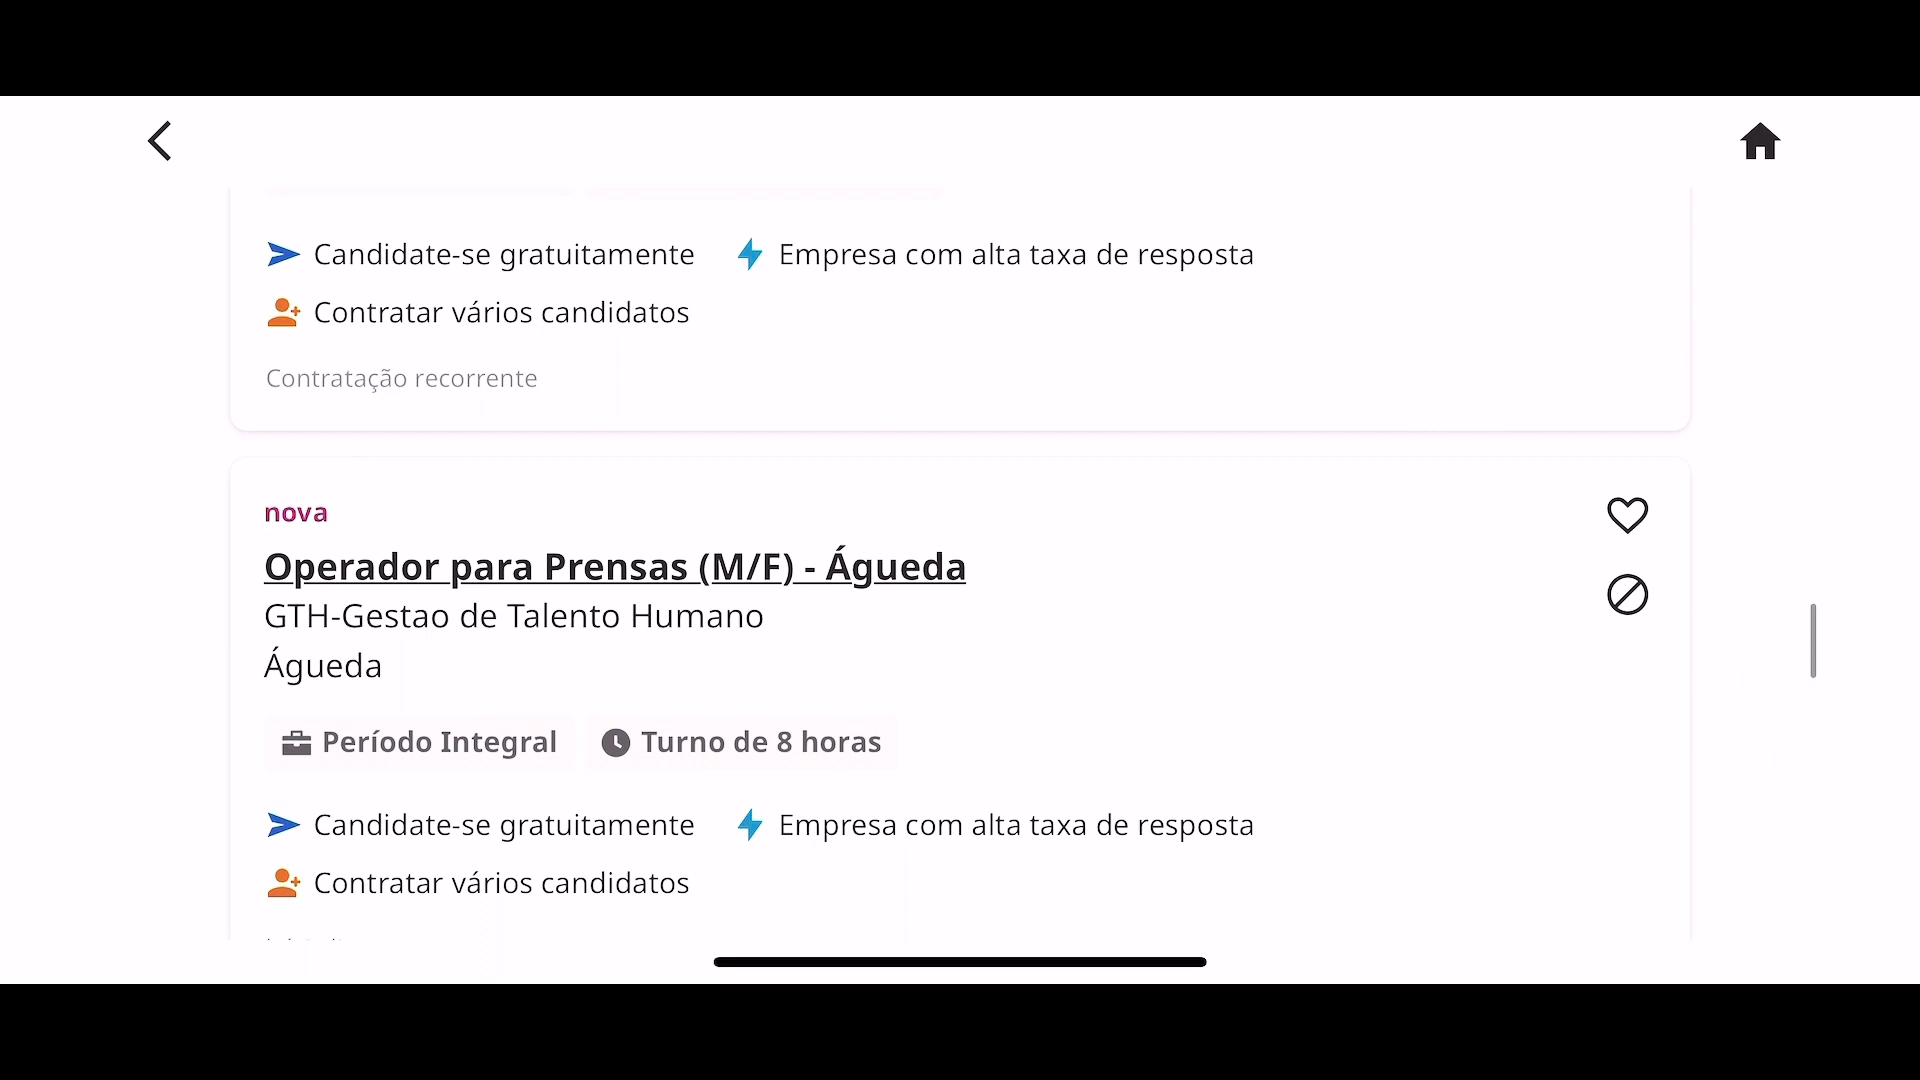 Candidate-se gratuitamente Empresa com alta taxa de resposta
Contratar vários candidatos
Contratação recorrente
nova
Operador para Prensas (M/F) - Águeda
GTH-Gestao de Talento Humano
Águeda
Período Integral Turno de 8 horas
Candidate-se gratuitamente Empresa com alta taxa de resposta
Contratar vários candidatos